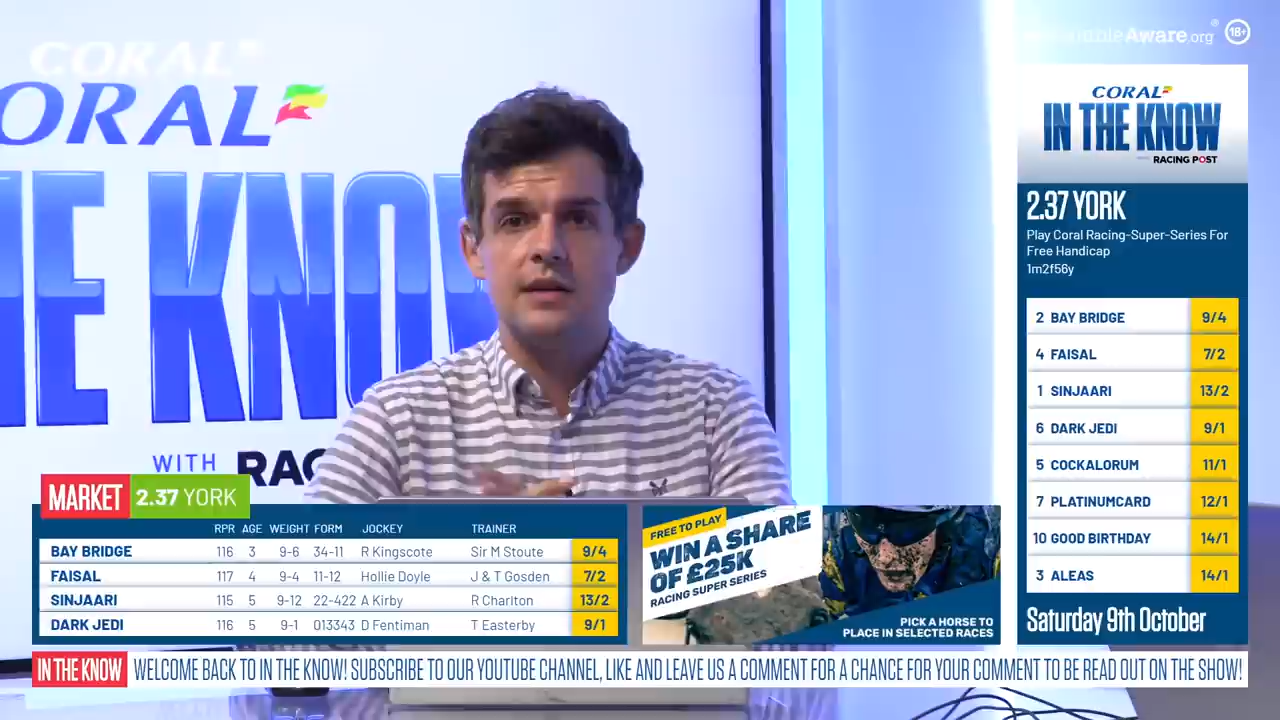 CORAL
Aware.org 18+
ORAL
E KNOW
WITH RAC
CORAL
IN THE KNOW
WITH RACING POST
2.37 YORK
Play Coral Racing-Super-Series For
Free Handicap
1m2f56y
2 BAY BRIDGE 9/4
4 FAISAL 7/2
1 SINJAARI 13/2
6 DARK JEDI 9/1
5 COCKALORUM 11/1
7 PLATINUMCARD 12/1
10 GOOD BIRTHDAY 14/1
3 ALEAS 14/1
Saturday 9th October
MARKET 2.37 YORK
RPR AGE WEIGHT FORM JOCKEY TRAINER
BAY BRIDGE 116 3 9-6 34-11 R Kingscote Sir M Stoute 9/4
FAISAL 117 4 9-4 11-12 Hollie Doyle J & T Gosden 7/2
SINJAARI 115 5 9-12 22-422 A Kirby R Charlton 13/2
DARK JEDI 116 5 9-1 013343 D Fentiman T Easterby 9/1
FREE TO PLAY
WIN A SHARE
OF £25K
RACING SUPER SERIES
PICK A HORSE TO
PLACE IN SELECTED RACES
IN THE KNOW WELCOME BACK TO IN THE KNOW! SUBSCRIBE TO OUR YOUTUBE CHANNEL, LIKE AND LEAVE US A COMMENT FOR A CHANCE FOR YOUR COMMENT TO BE READ OUT ON THE SHOW!